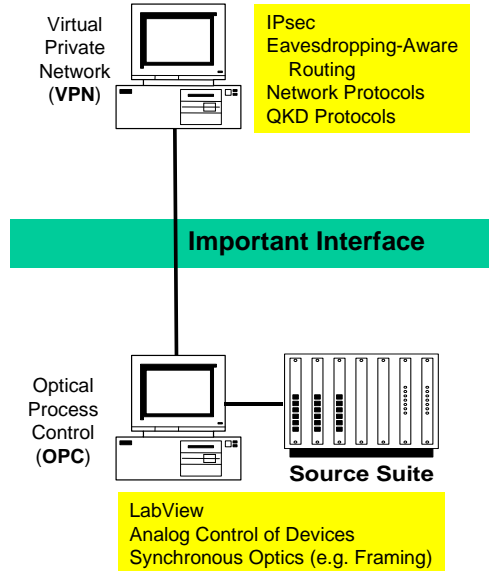 Virtual
Private
Network
(VPN)
IPsec
Eavesdropping-Aware
Routing
Network Protocols
QKD Protocols
Important Interface
Optical
Process
Control
(OPC)
Source Suite
LabView
Analog Control of Devices
Synchronous Optics (e.g. Framing)